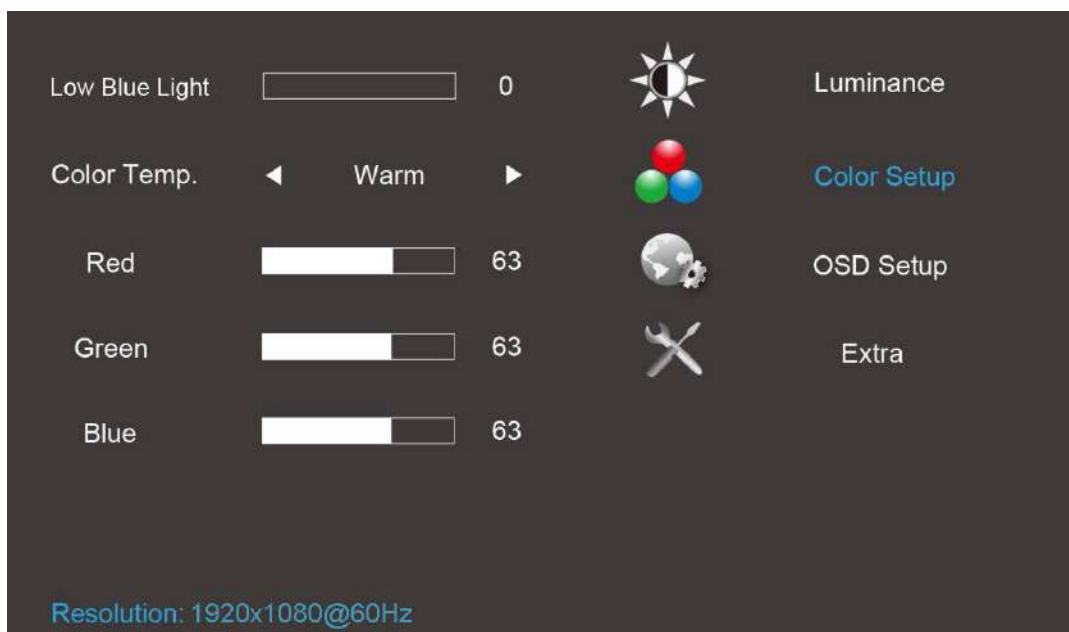 Low Blue Light 0
Color Temp. Warm
Red 63
Green 63
Blue 63
Luminance
Color Setup
OSD Setup
Extra
Resolution: 1920x1080@60Hz